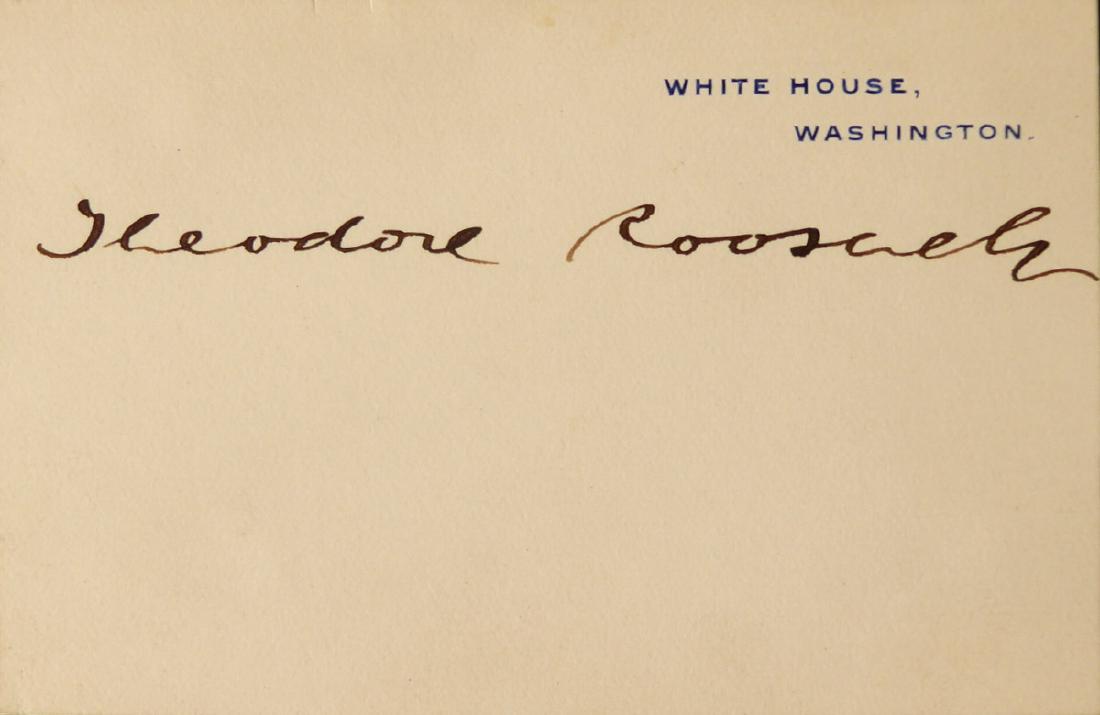 WHITE HOUSE,
WASHINGTON.
Theodore Roosevelt